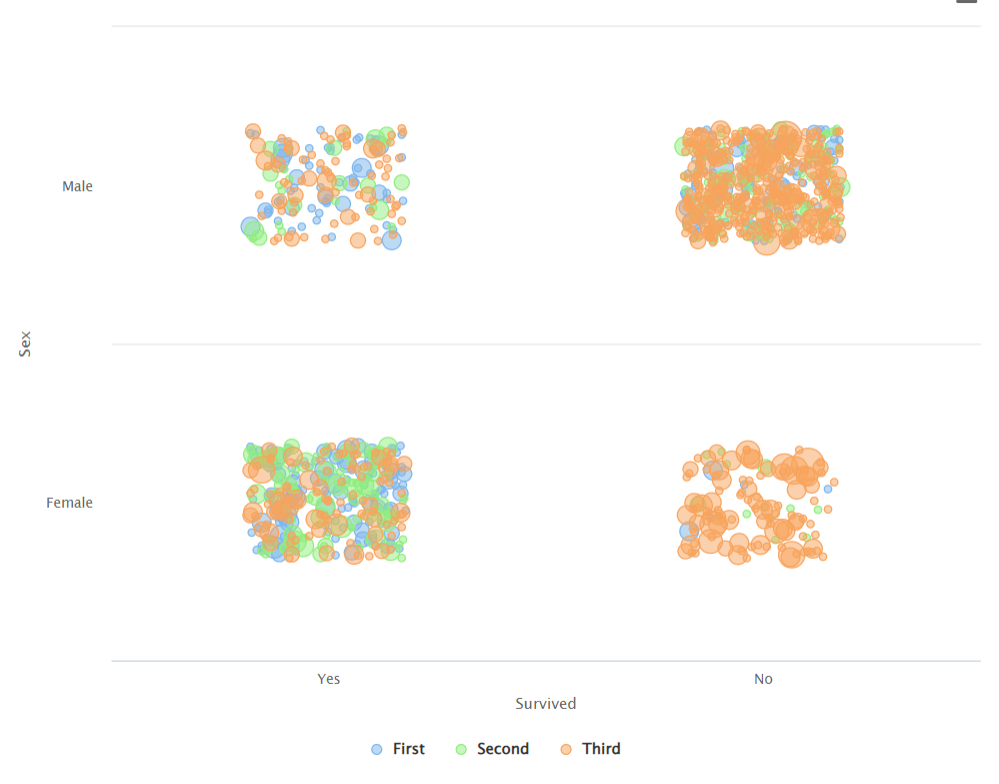 Male
Sex
Female
Yes No
Survived
First Second Third